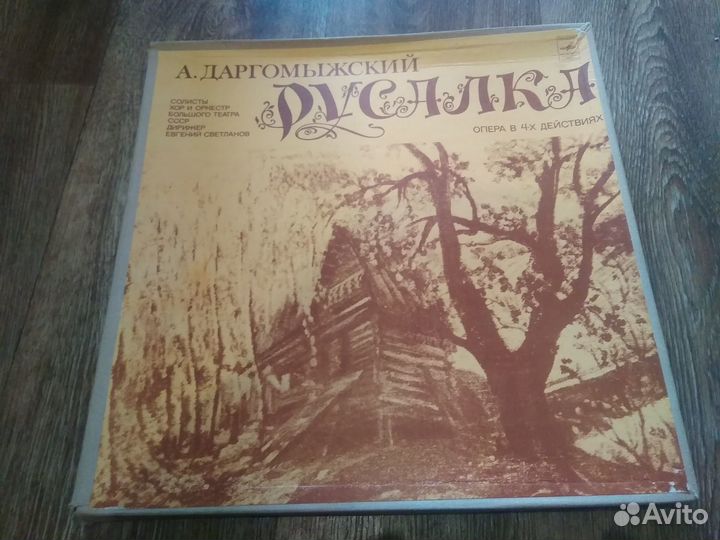 А. ДАРГОМЫЖСКИЙ
РУСАЛКА
ОПЕРА В 4-Х ДЕЙСТВИЯХ
СОЛИСТЫ
ХОР И ОРКЕСТР
БОЛЬШОГО ТЕАТРА
СССР
ДИРИЖЕР
ЕВГЕНИЙ СВЕТЛАНОВ
Avito